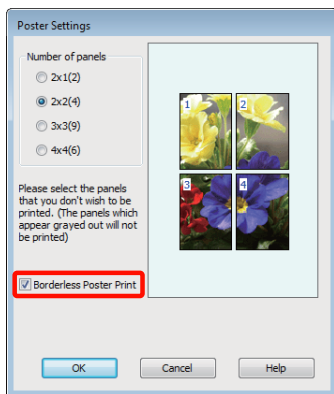 Poster Settings
Number of panels
2x1(2)
2x2(4)
3x3(9)
4x4(6)
Please select the panels
that you don't wish to be
printed. (The panels which
appear grayed out will not
be printed)
Borderless Poster Print
1
2
3
4
OK
Cancel
Help